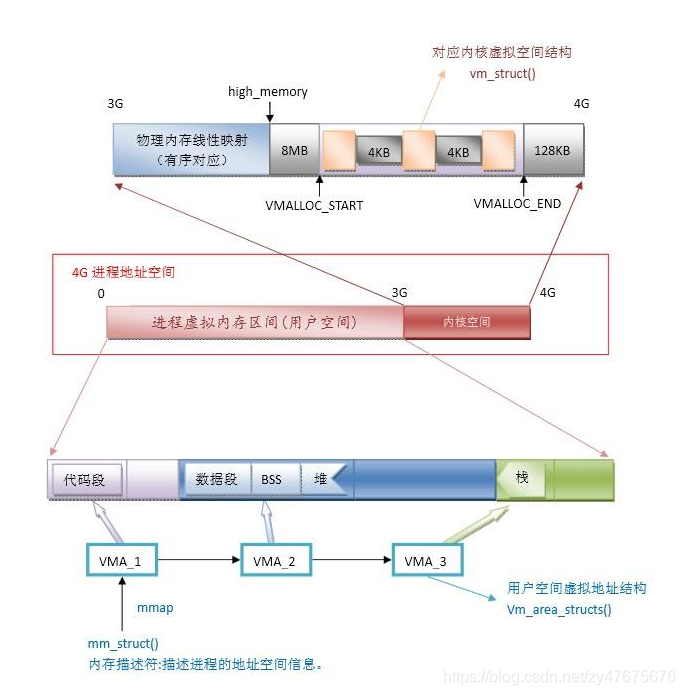 对应内核虚拟空间结构
vm_struct()
high_memory
3G
4G
物理内存线性映射
（有序对应）
8MB
4KB
4KB
128KB
VMALLOC_START
VMALLOC_END
4G 进程地址空间
0
3G
4G
进程虚拟内存区间(用户空间)
内核空间
代码段
数据段
BSS
堆
栈
VMA_1
VMA_2
VMA_3
用户空间虚拟地址结构
Vm_area_structs()
mmap
mm_struct()
内存描述符:描述进程的地址空间信息。
https://blog.csdn.net/zy47675676